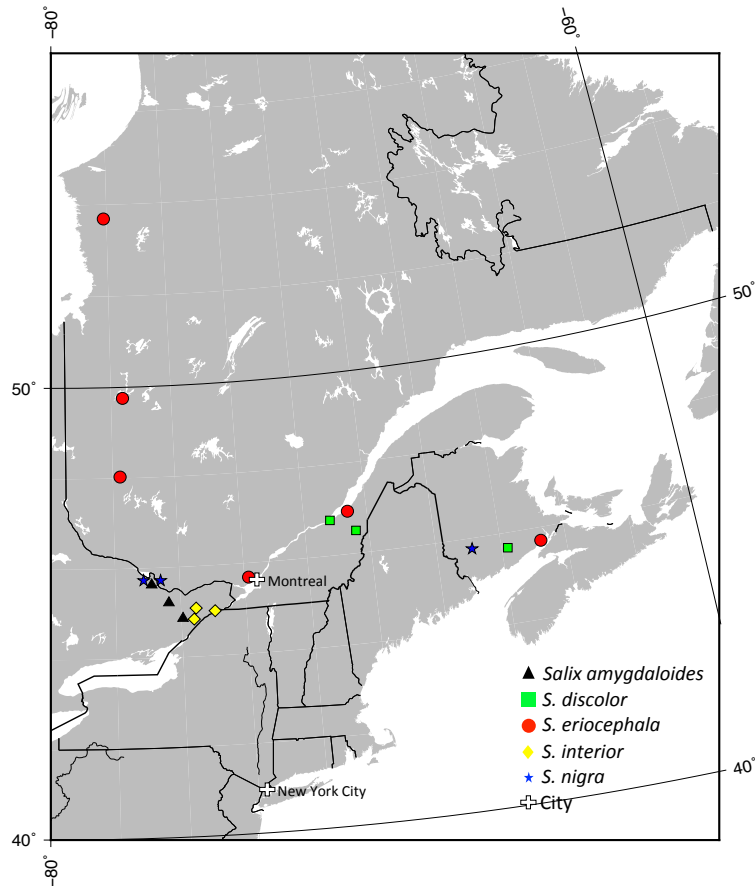 -80°
-60°
50°
50°
Montreal
Salix amygdaloides
S. discolor
S. eriocephala
S. interior
S. nigra
City
New York City
40°
40°
-80°